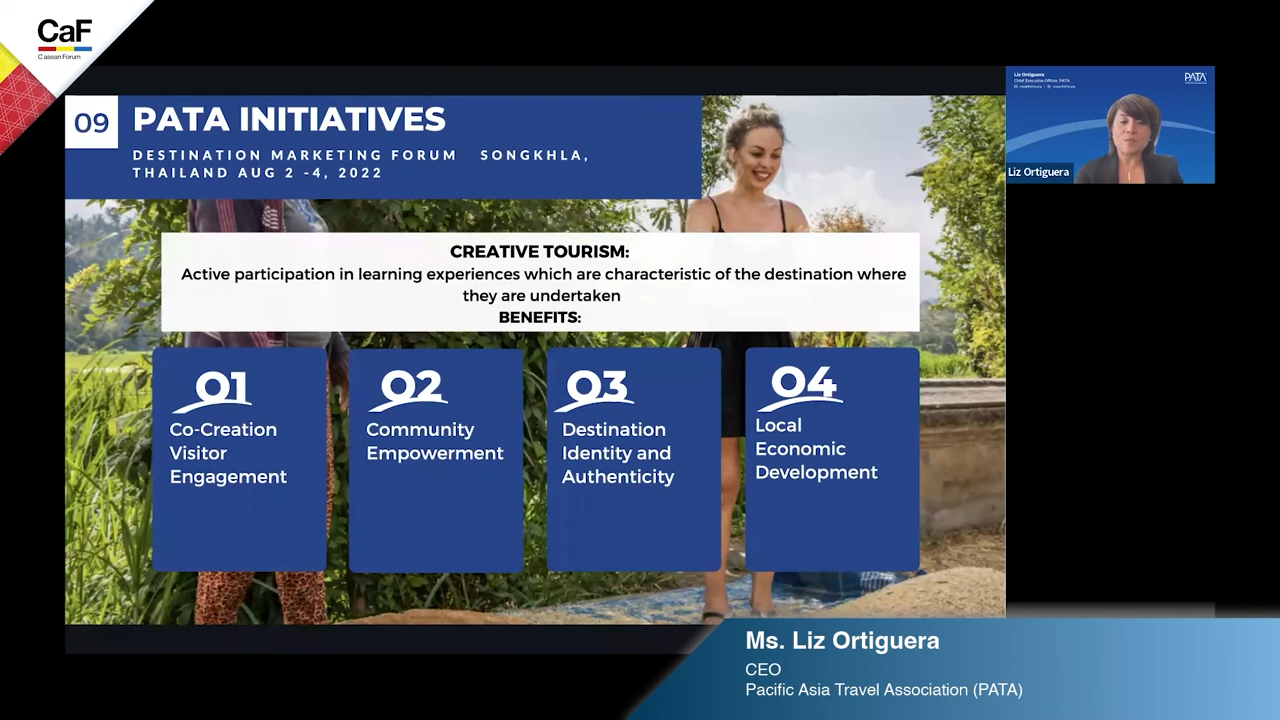 CaF
C asean Forum
09
PATA INITIATIVES
DESTINATION MARKETING FORUM SONGKHLA,
THAILAND AUG 2 -4, 2022
CREATIVE TOURISM:
Active participation in learning experiences which are characteristic of the destination where
they are undertaken
BENEFITS:
01
Co-Creation
Visitor
Engagement
02
Community
Empowerment
03
Destination
Identity and
Authenticity
04
Local
Economic
Development
Liz Ortiguera
Chief Executive Officer, PATA
PATA
Liz Ortiguera
Ms. Liz Ortiguera
CEO
Pacific Asia Travel Association (PATA)